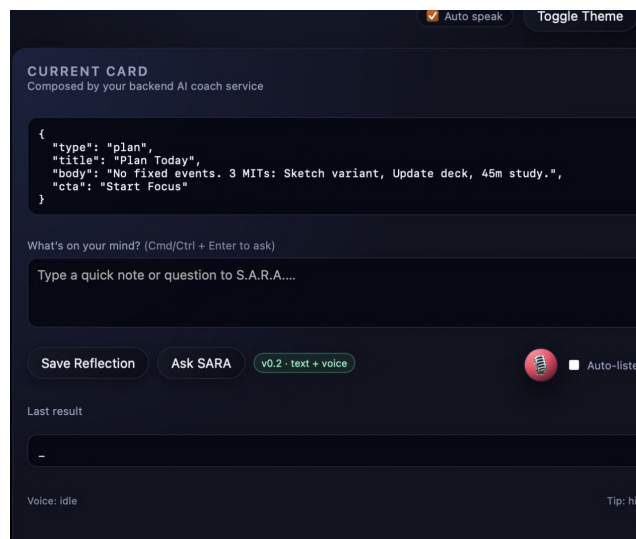 Auto speak
Toggle Theme
CURRENT CARD
Composed by your backend AI coach service
{
"type": "plan",
"title": "Plan Today",
"body": "No fixed events. 3 MITs: Sketch variant, Update deck, 45m study.",
"cta": "Start Focus"
}
What's on your mind? (Cmd/Ctrl + Enter to ask)
Type a quick note or question to S.A.R.A....
Save Reflection
Ask SARA
v0.2 · text + voice
Auto-liste
Last result
_
Voice: idle
Tip: hi